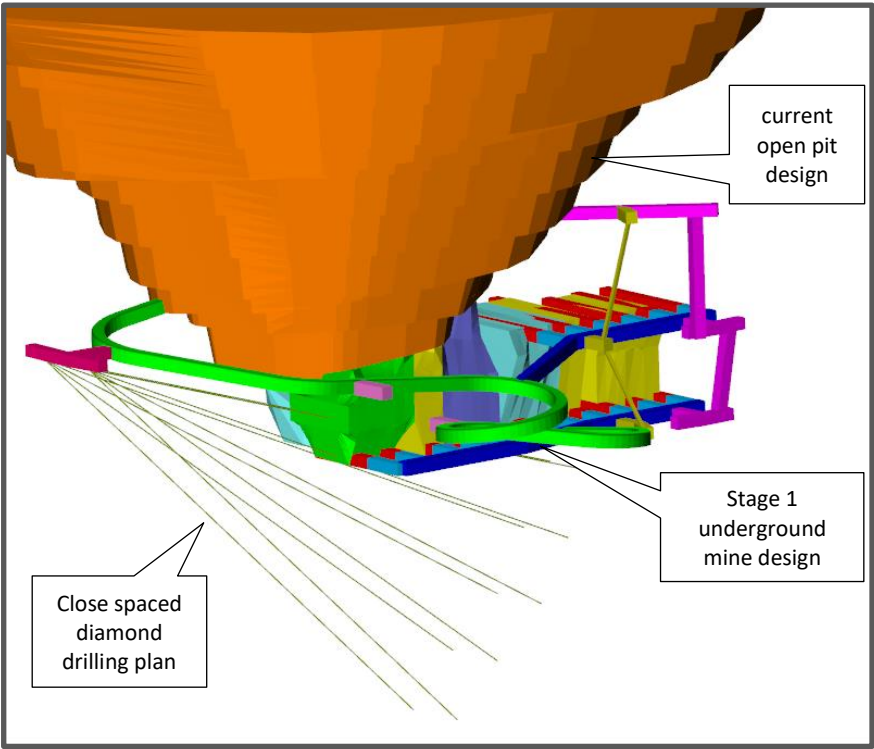 current
open pit
design
Stage 1
underground
mine design
Close spaced
diamond
drilling plan